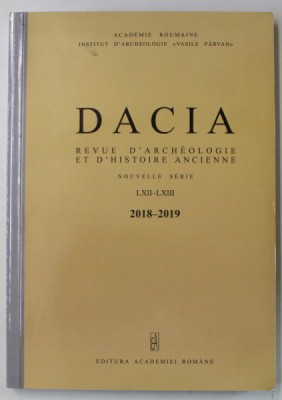 ACADÉMIE ROUMAINE
INSTITUT D'ARCHÉOLOGIE «VASILE PÂRVAN»
DACIA
REVUE D'ARCHÉOLOGIE
ET D'HISTOIRE ANCIENNE
NOUVELLE SÉRIE
LXII–LXIII
2018–2019
EDITURA ACADEMIEI ROMÂNE